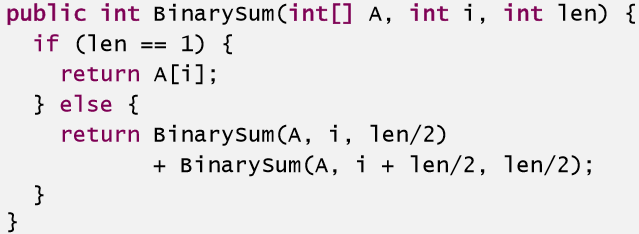 public int BinarySum(int[] A, int i, int len) {
  if (len == 1) {
    return A[i];
  } else {
    return BinarySum(A, i, len/2)
           + BinarySum(A, i + len/2, len/2);
  }
}